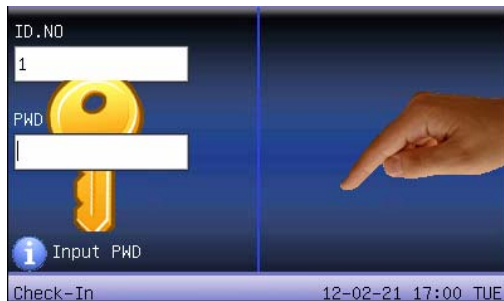 ID.NO
1
PWD
Input PWD
Check-In 12-02-21 17:00 TUE